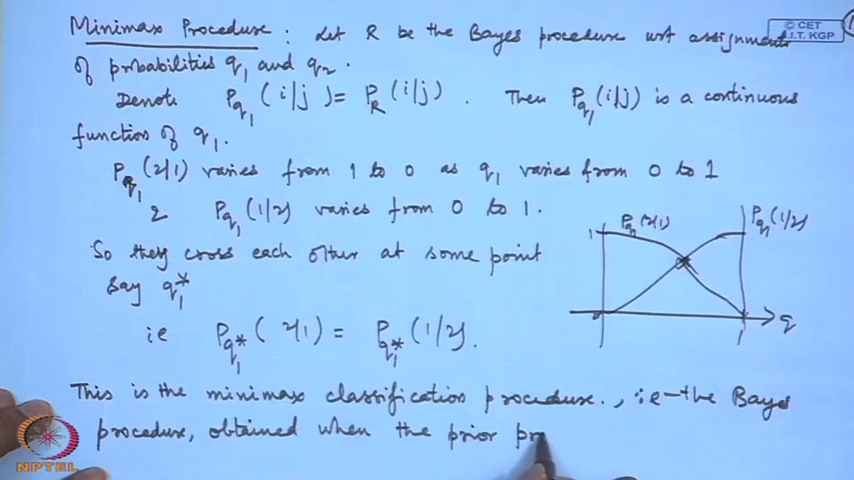 Minimax Procedure : Let R be the Bayes procedure wrt assignment
© CET
I.I.T. KGP
of probabilities q1 and q2.
Denote Pq1(i|j) = PR(i|j). Then Pq1(i|j) is a continuous
function of q1.
Pq1(2|1) varies from 1 to 0 as q1 varies from 0 to 1
& Pq1(1|2) varies from 0 to 1.
Pq1(2|1) Pq1(1|2)
1
So they cross each other at some point
say q1*
0 1 q
ie Pq1*(2|1) = Pq1*(1|2).
This is the minimax classification procedure., ie the Bayes
procedure, obtained when the prior pr
NPTEL